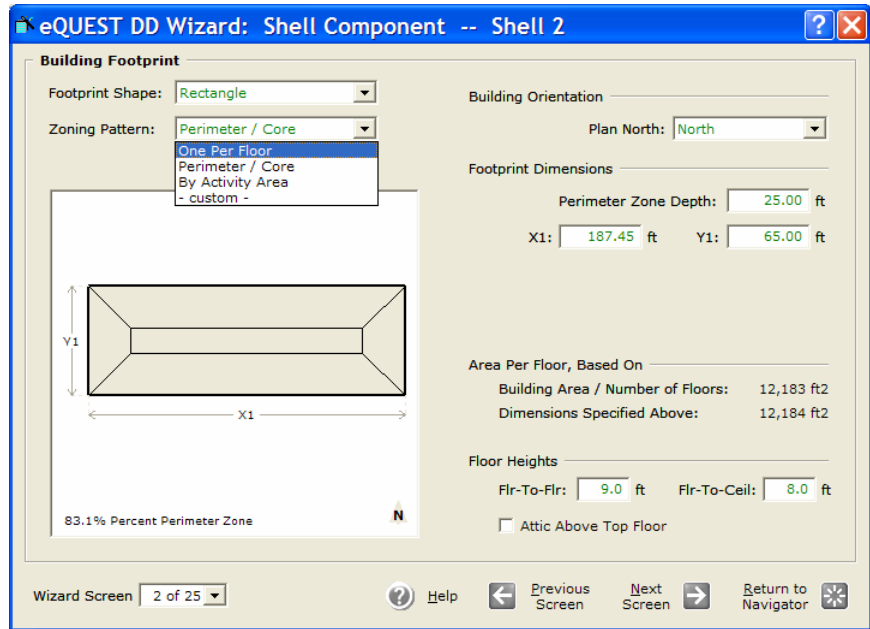 eQUEST DD Wizard: Shell Component -- Shell 2
Building Footprint
Footprint Shape: Rectangle
Zoning Pattern: Perimeter / Core
One Per Floor
Perimeter / Core
By Activity Area
- custom -
Y1
X1
83.1% Percent Perimeter Zone
N
Building Orientation
Plan North: North
Footprint Dimensions
Perimeter Zone Depth: 25.00 ft
X1: 187.45 ft Y1: 65.00 ft
Area Per Floor, Based On
Building Area / Number of Floors: 12,183 ft2
Dimensions Specified Above: 12,184 ft2
Floor Heights
Flr-To-Flr: 9.0 ft Flr-To-Ceil: 8.0 ft
Attic Above Top Floor
Wizard Screen 2 of 25 ? Help Previous Screen Next Screen Return to Navigator